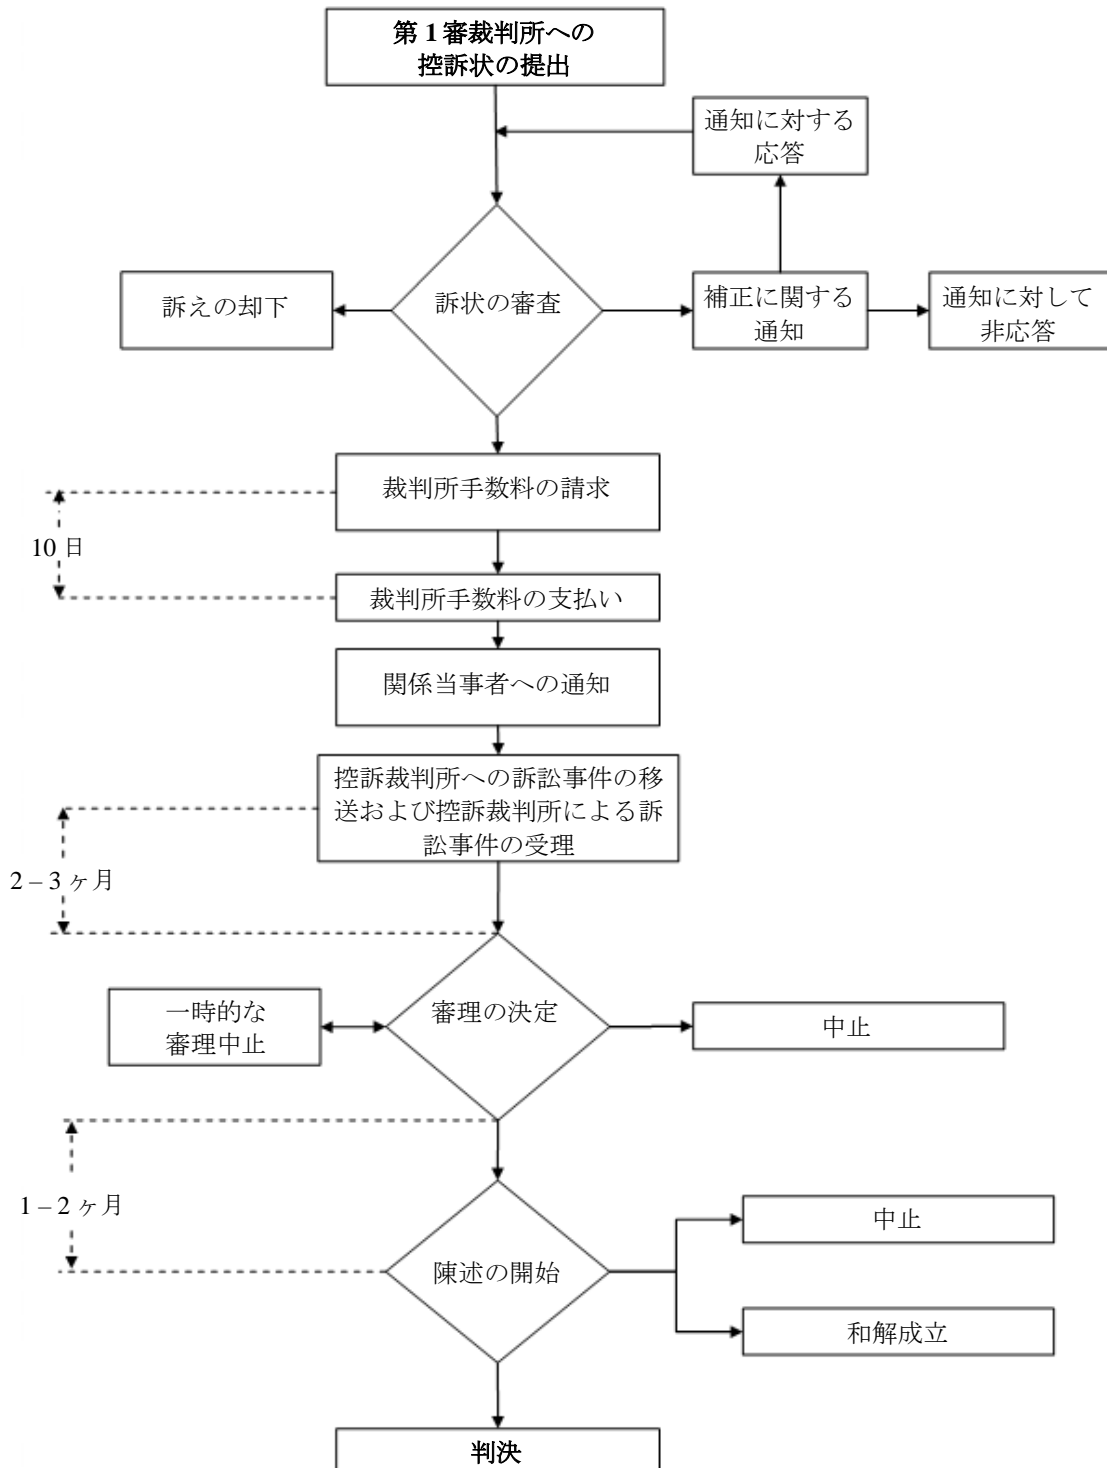 第1審裁判所への
控訴状の提出
通知に対する
応答
訴えの却下
訴状の審査
補正に関する
通知
通知に対して
非応答
裁判所手数料の請求
10日
裁判所手数料の支払い
関係当事者への通知
控訴裁判所への訴訟事件の移
送および控訴裁判所による訴
訟事件の受理
2–3ヶ月
一時的な
審理中止
審理の決定
中止
1–2ヶ月
中止
陳述の開始
和解成立
判決